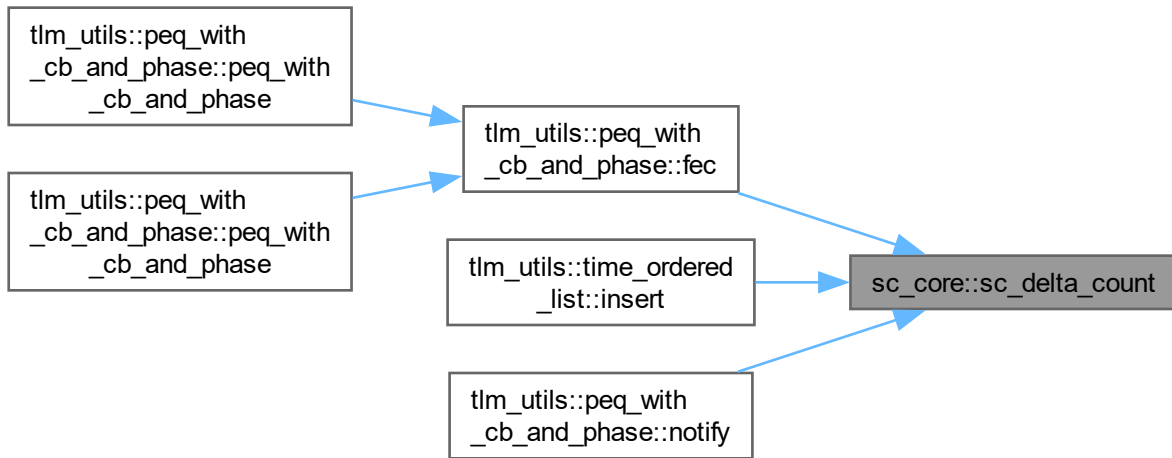 tlm_utils::peq_with
_cb_and_phase::peq_with
_cb_and_phase
tlm_utils::peq_with
_cb_and_phase::peq_with
_cb_and_phase
tlm_utils::peq_with
_cb_and_phase::fec
tlm_utils::time_ordered
_list::insert
tlm_utils::peq_with
_cb_and_phase::notify
sc_core::sc_delta_count